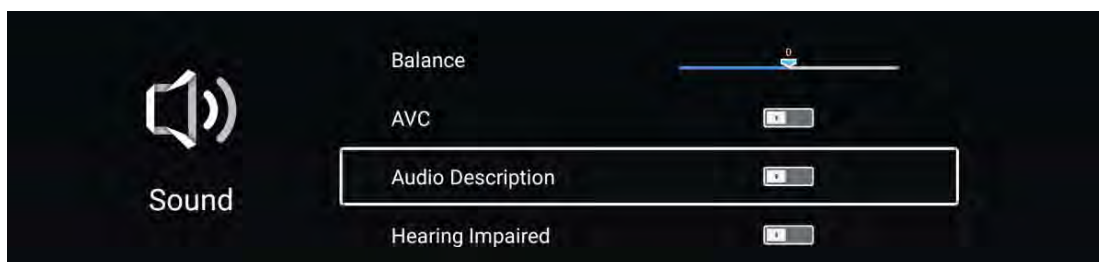 Balance
0
AVC
Audio Description
Sound
Hearing Impaired